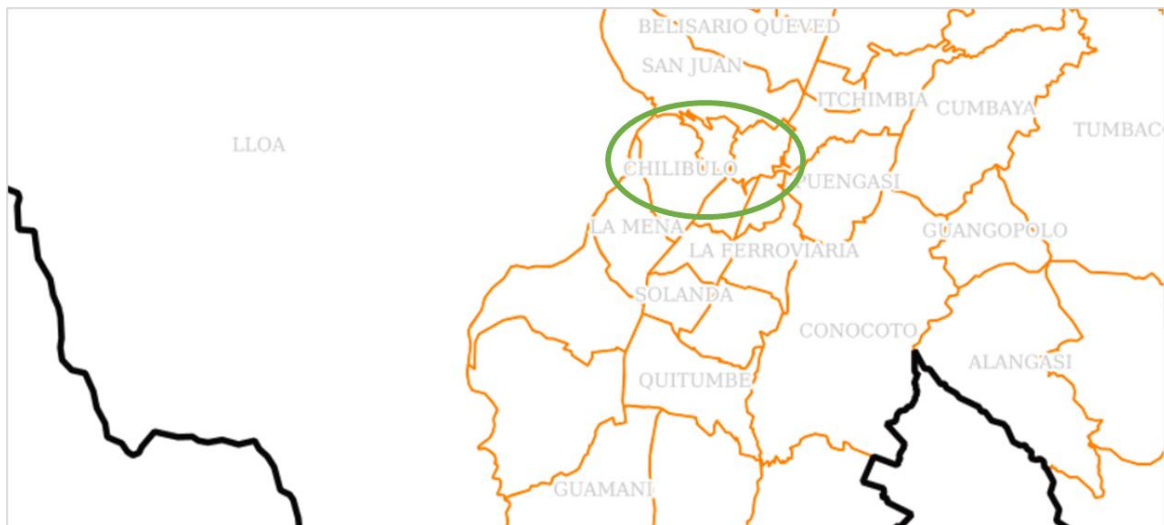 BELISARIO QUEVED
SAN JUAN
ITCHIMBIA
CUMBAYA
TUMBACO
LLOA
CHILIBULO
PUENGASI
LA MENA
GUANGOPOLO
LA FERROVIARIA
SOLANDA
CONOCOTO
ALANGASI
QUITUMBE
GUAMANI